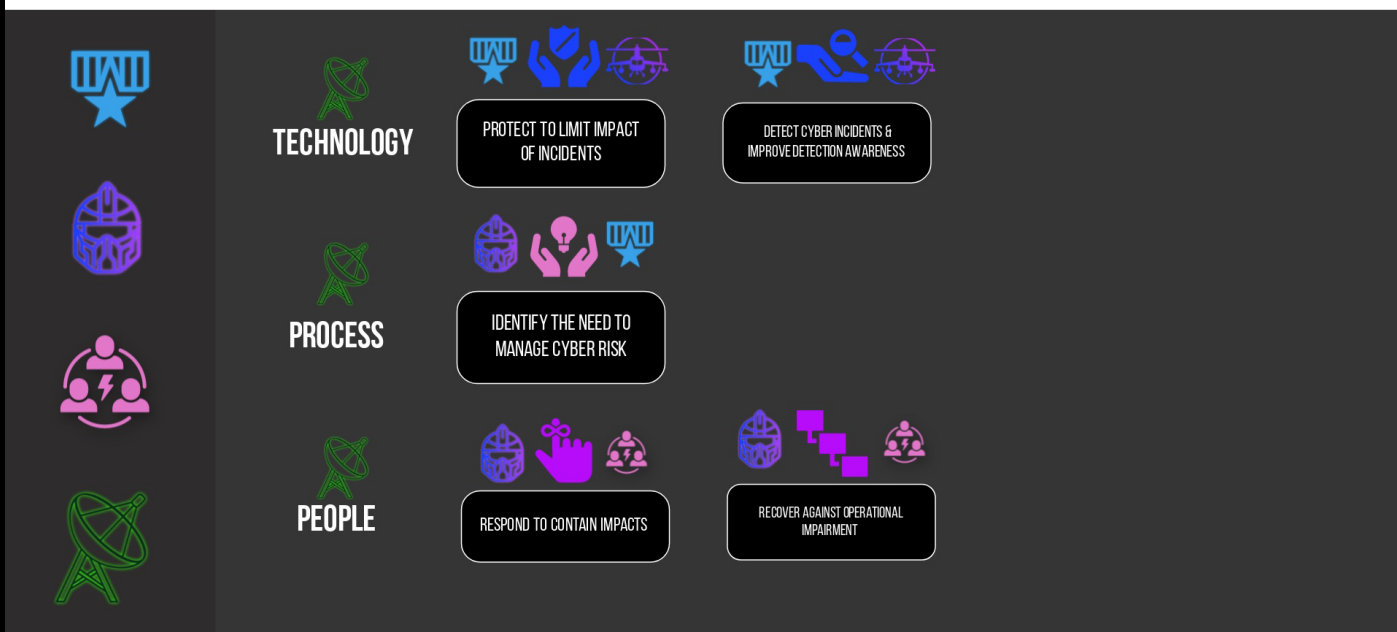 TECHNOLOGY
PROTECT TO LIMIT IMPACT
OF INCIDENTS
DETECT CYBER INCIDENTS &
IMPROVE DETECTION AWARENESS
PROCESS
IDENTIFY THE NEED TO
MANAGE CYBER RISK
PEOPLE
RESPOND TO CONTAIN IMPACTS
RECOVER AGAINST OPERATIONAL
IMPAIRMENT